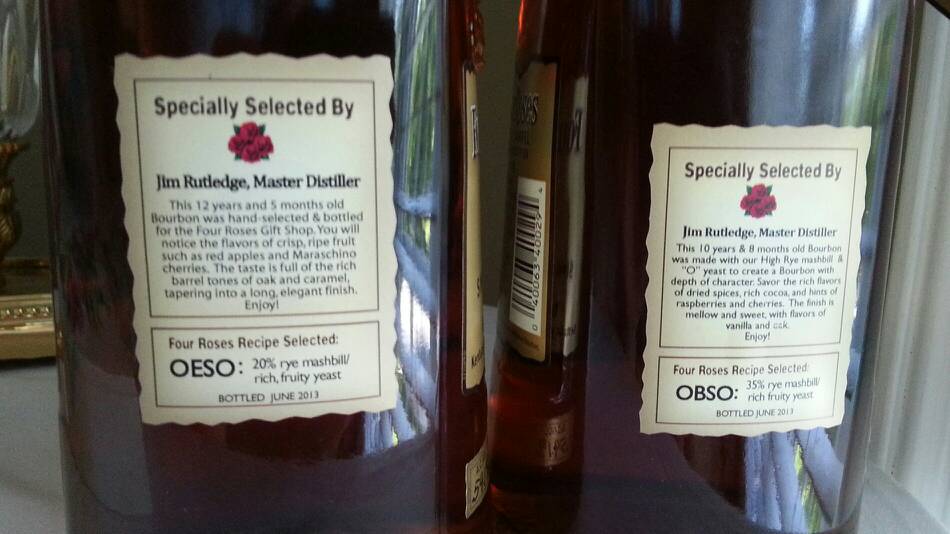 Specially Selected By
Jim Rutledge, Master Distiller
This 12 years and 5 months old
Bourbon was hand-selected & bottled
for the Four Roses Gift Shop. You will
notice the flavors of crisp, ripe fruit
such as red apples and Maraschino
cherries. The taste is full of the rich
barrel tones of oak and caramel,
tapering into a long, elegant finish.
Enjoy!
Four Roses Recipe Selected:
OESO: 20% rye mashbill/
rich, fruity yeast
BOTTLED JUNE 2013
Specially Selected By
Jim Rutledge, Master Distiller
This 10 years & 8 months old Bourbon
was made with our High Rye mashbill &
"O" yeast to create a Bourbon with
depth of character. Savor the rich flavors
of dried spices, rich cocoa, and hints of
raspberries and cherries. The finish is
mellow and sweet, with flavors of
vanilla and oak.
Enjoy!
Four Roses Recipe Selected:
OBSO: 35% rye mashbill/
rich fruity yeast
BOTTLED JUNE 2013